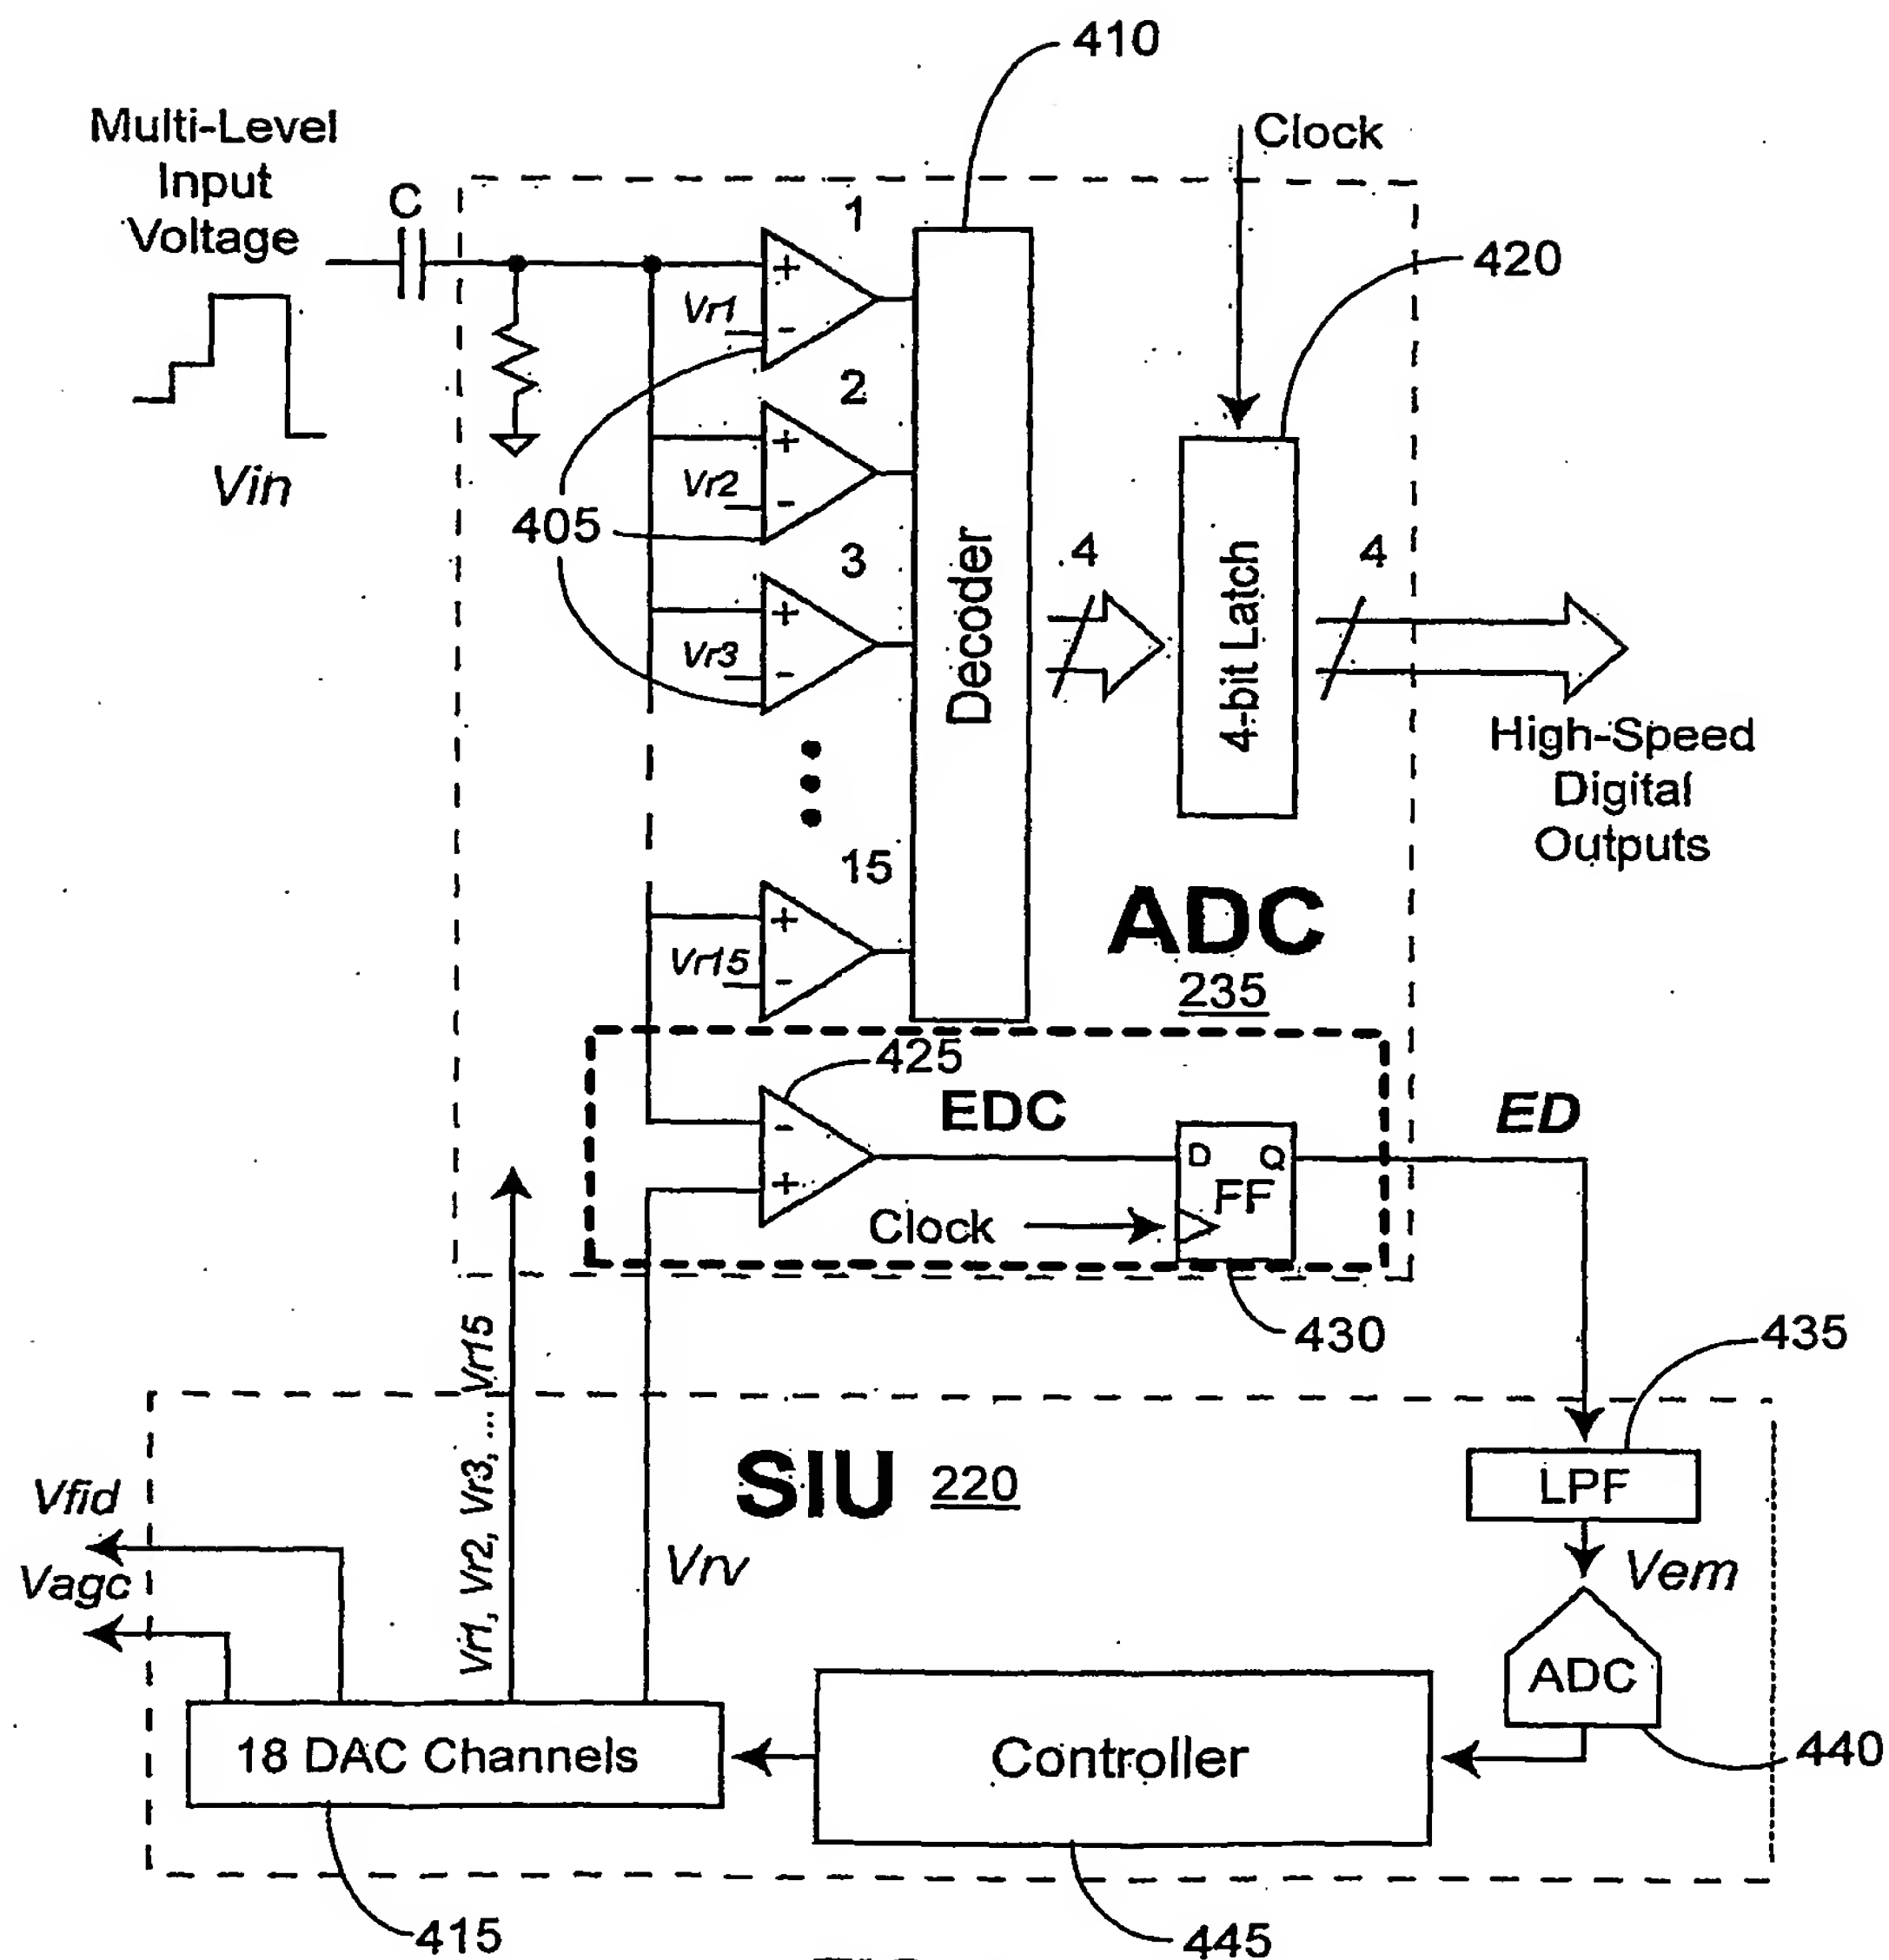 410
Multi-Level
Input
Voltage
C
Clock
1
420
Vr1
2
Vin
Vr2
405
3
Vr3
Decoder
4
4-bit Latch
4
High-Speed
Digital
Outputs
15
ADC
235
Vr15
425
EDC
ED
D Q
FF
Clock
430
435
Vr1, Vr2, Vr3, ... Vr15
SIU 220
LPF
Vfid
Vagc
Vrv
Vem
ADC
18 DAC Channels
Controller
440
415
445